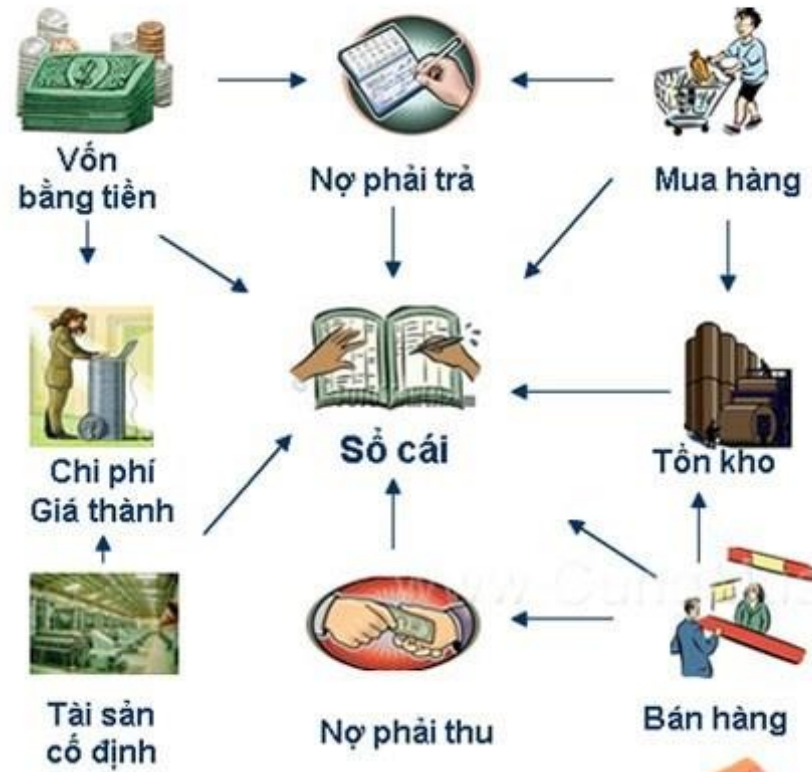 Vốn
bằng tiền
Nợ phải trả
Mua hàng
Sổ cái
Chi phí
Giá thành
Tồn kho
Tài sản
cố định
Nợ phải thu
Bán hàng